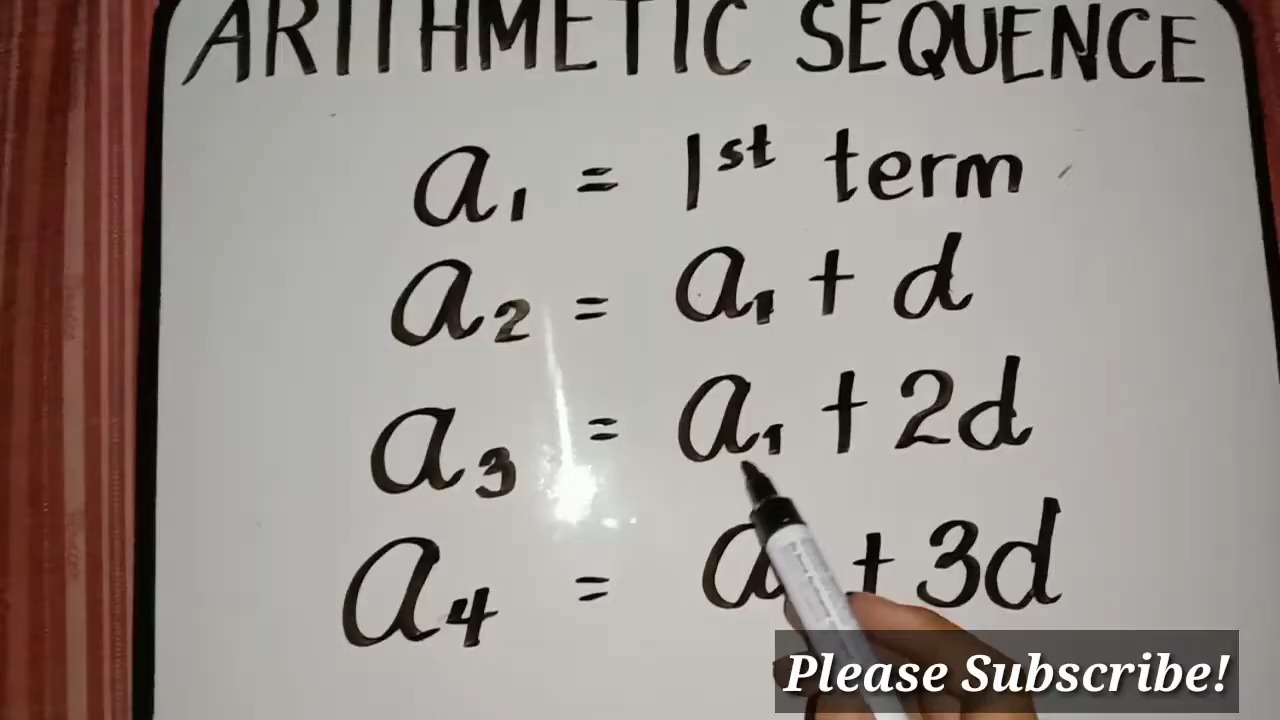 ARITHMETIC SEQUENCE
a₁ = 1st term
a₂ = a₁ + d
a₃ = a₁ + 2d
a₄ = a + 3d
Please Subscribe!